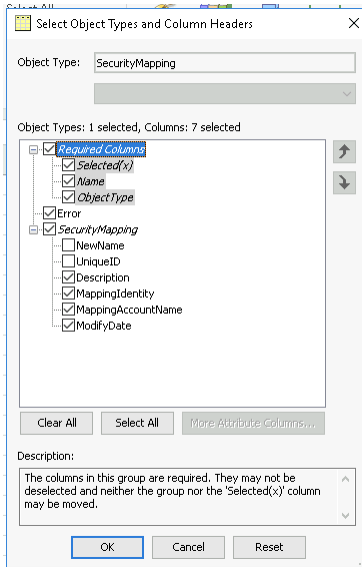 Select All
Select Object Types and Column Headers
Object Type:
SecurityMapping
Object Types: 1 selected, Columns: 7 selected
Required Columns
Selected(x)
Name
ObjectType
Error
SecurityMapping
NewName
UniqueID
Description
MappingIdentity
MappingAccountName
ModifyDate
Clear All Select All More Attribute Columns...
Description:
The columns in this group are required. They may not be
deselected and neither the group nor the 'Selected(x)' column
may be moved.
OK Cancel Reset